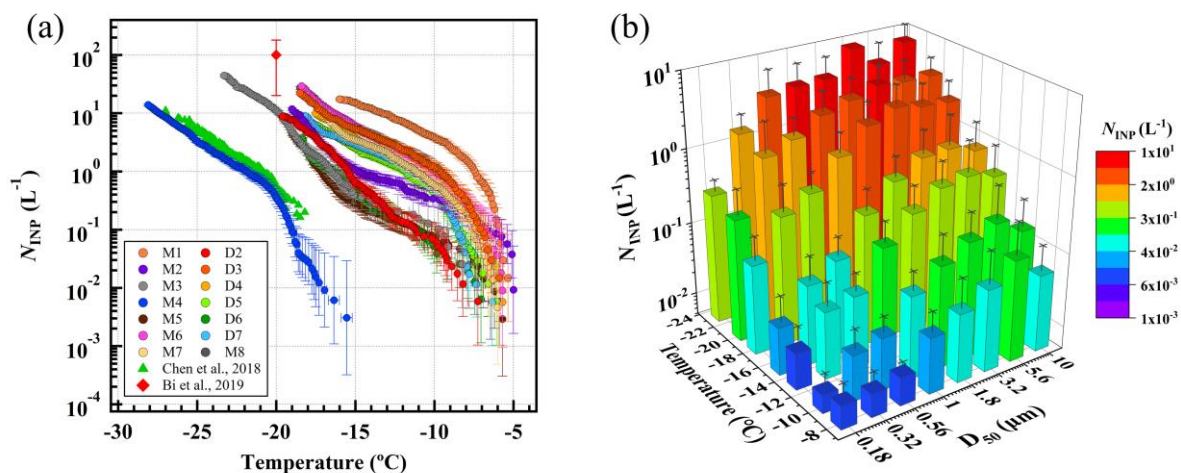 (a)
N_INP (L⁻¹)
10²
10¹
10⁰
10⁻¹
10⁻²
10⁻³
10⁻⁴
-30 -25 -20 -15 -10 -5
Temperature (ºC)
M1 D2
M2 D3
M3 D4
M4 D5
M5 D6
M6 D7
M7 M8
Chen et al., 2018
Bi et al., 2019
(b)
N_INP (L⁻¹)
10¹
10⁰
10⁻¹
10⁻²
-24
-22
-20
-18
-16
-14
-12
-10
-8
Temperature (°C)
0.18
0.32
0.56
1
1.8
3.2
5.6
10
D₅₀ (µm)
N_INP (L⁻¹)
1x10¹
2x10⁰
3x10⁻¹
4x10⁻²
6x10⁻³
1x10⁻³